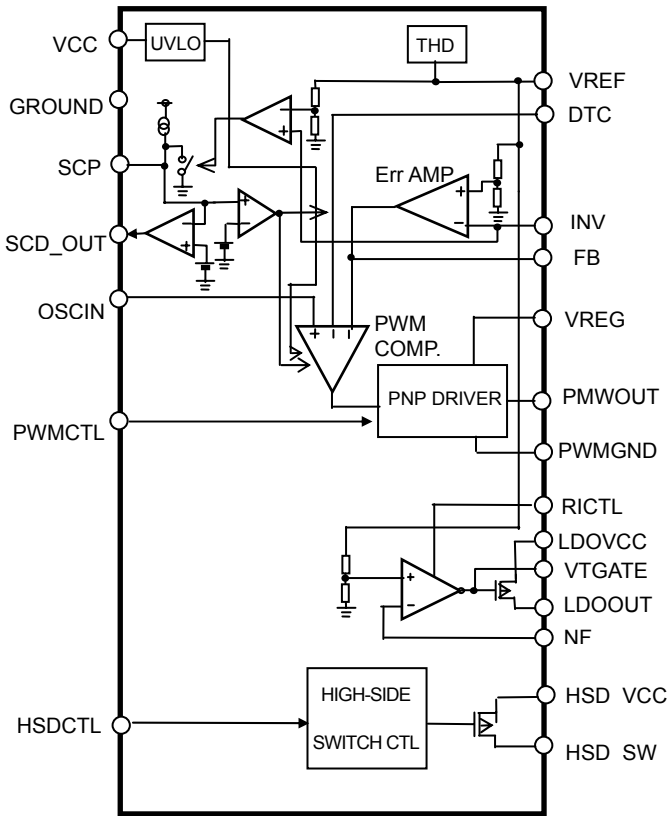 VCC
UVLO
THD
VREF
GROUND
DTC
SCP
Err AMP
INV
SCD_OUT
FB
OSCIN
PWM
COMP.
VREG
PNP DRIVER
PMWOUT
PWMCTL
PWMGND
RICTL
LDOVCC
VTGATE
LDOOUT
NF
HIGH-SIDE
SWITCH CTL
HSD VCC
HSDCTL
HSD SW